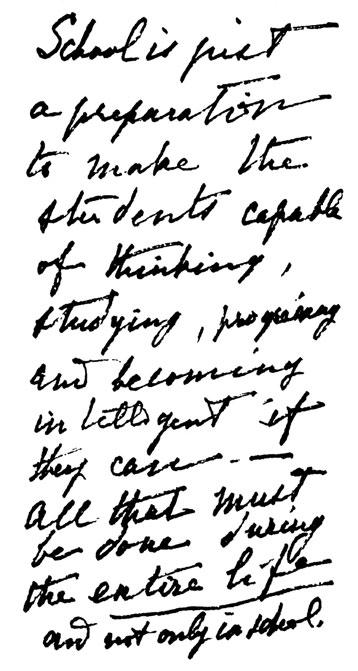 School is just
a preparation
to make the
students capable
of thinking,
studying, progressing
and becoming
intelligent if
they can —
all that must
be done during
the entire life
and not only in school.